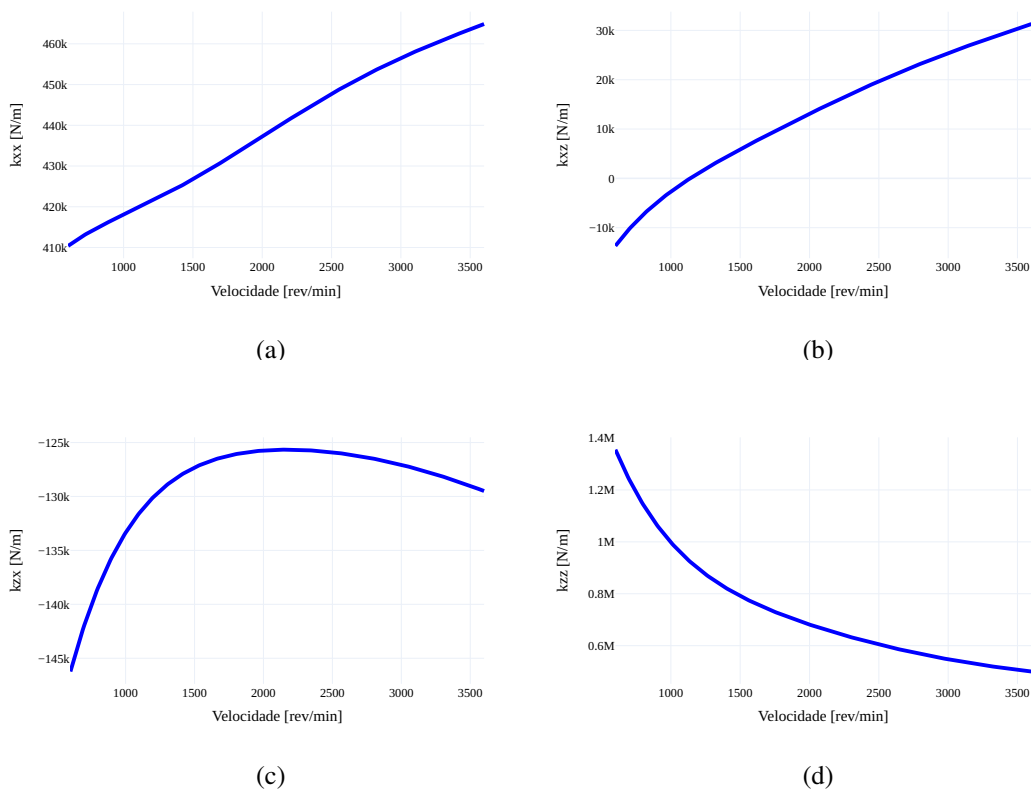 460k
450k
440k
430k
420k
410k
kxx [N/m]
1000 1500 2000 2500 3000 3500
Velocidade [rev/min]
(a)
30k
20k
10k
0
−10k
kxz [N/m]
1000 1500 2000 2500 3000 3500
Velocidade [rev/min]
(b)
−125k
−130k
−135k
−140k
−145k
kzx [N/m]
1000 1500 2000 2500 3000 3500
Velocidade [rev/min]
(c)
1.4M
1.2M
1M
0.8M
0.6M
kzz [N/m]
1000 1500 2000 2500 3000 3500
Velocidade [rev/min]
(d)